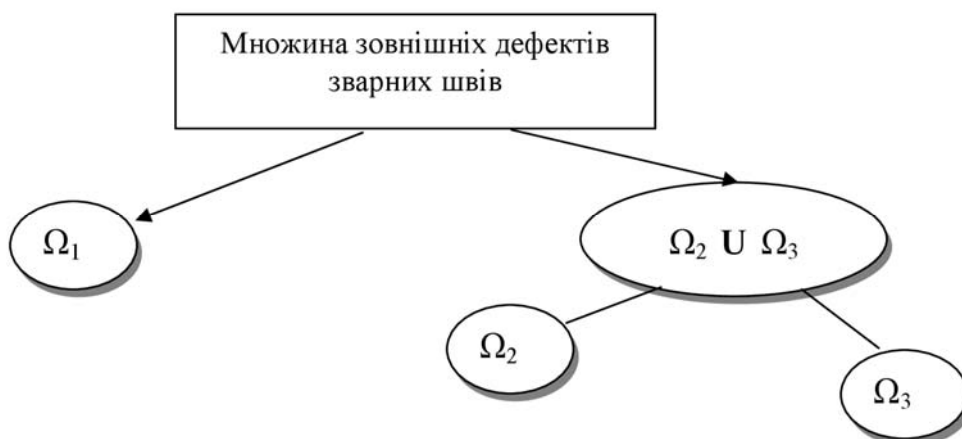 Множина зовнішніх дефектів
зварних швів
Ω₁
Ω₂ U Ω₃
Ω₂
Ω₃